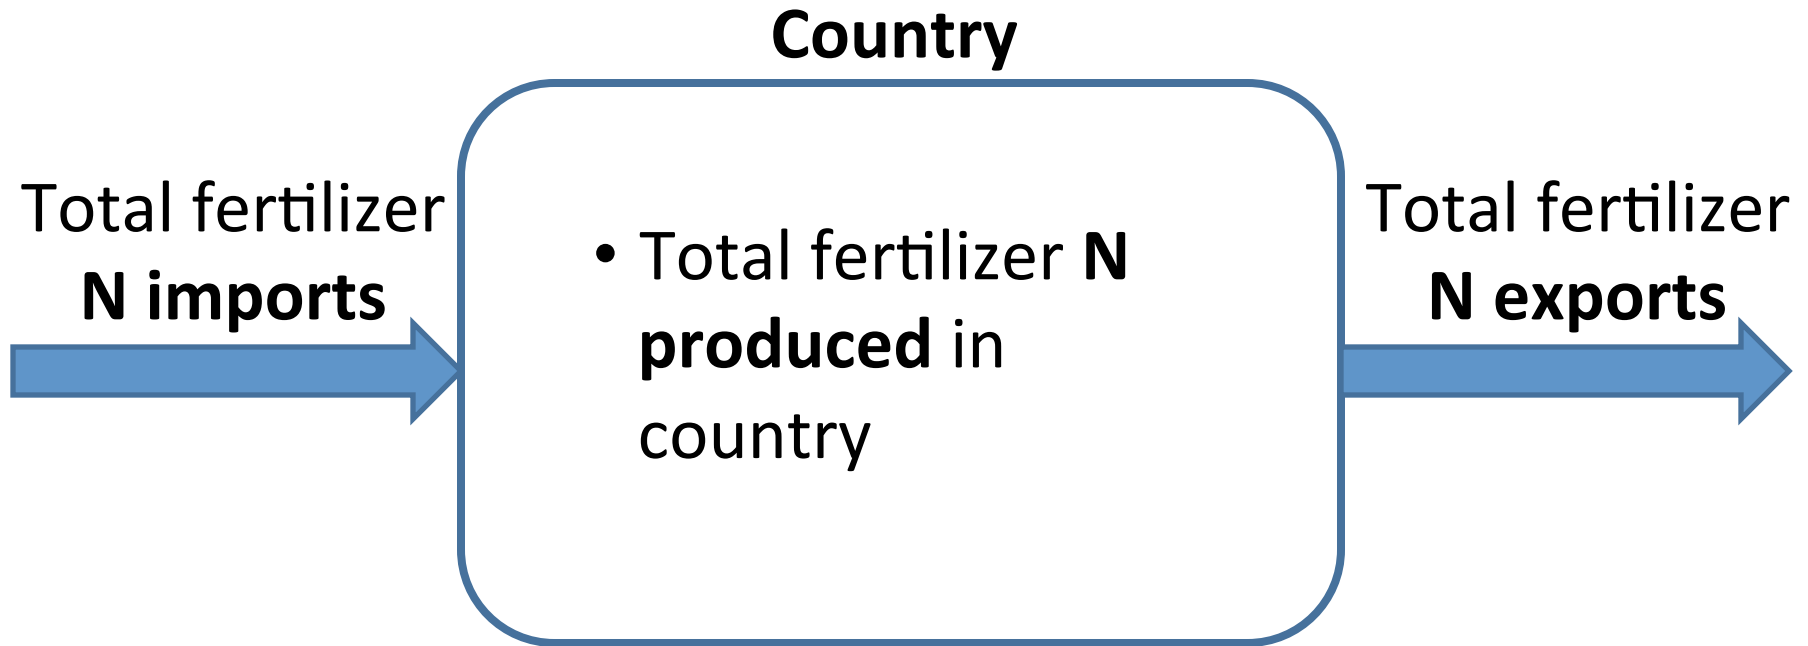 Country
Total fertilizer
N imports
• Total fertilizer N
produced in
country
Total fertilizer
N exports